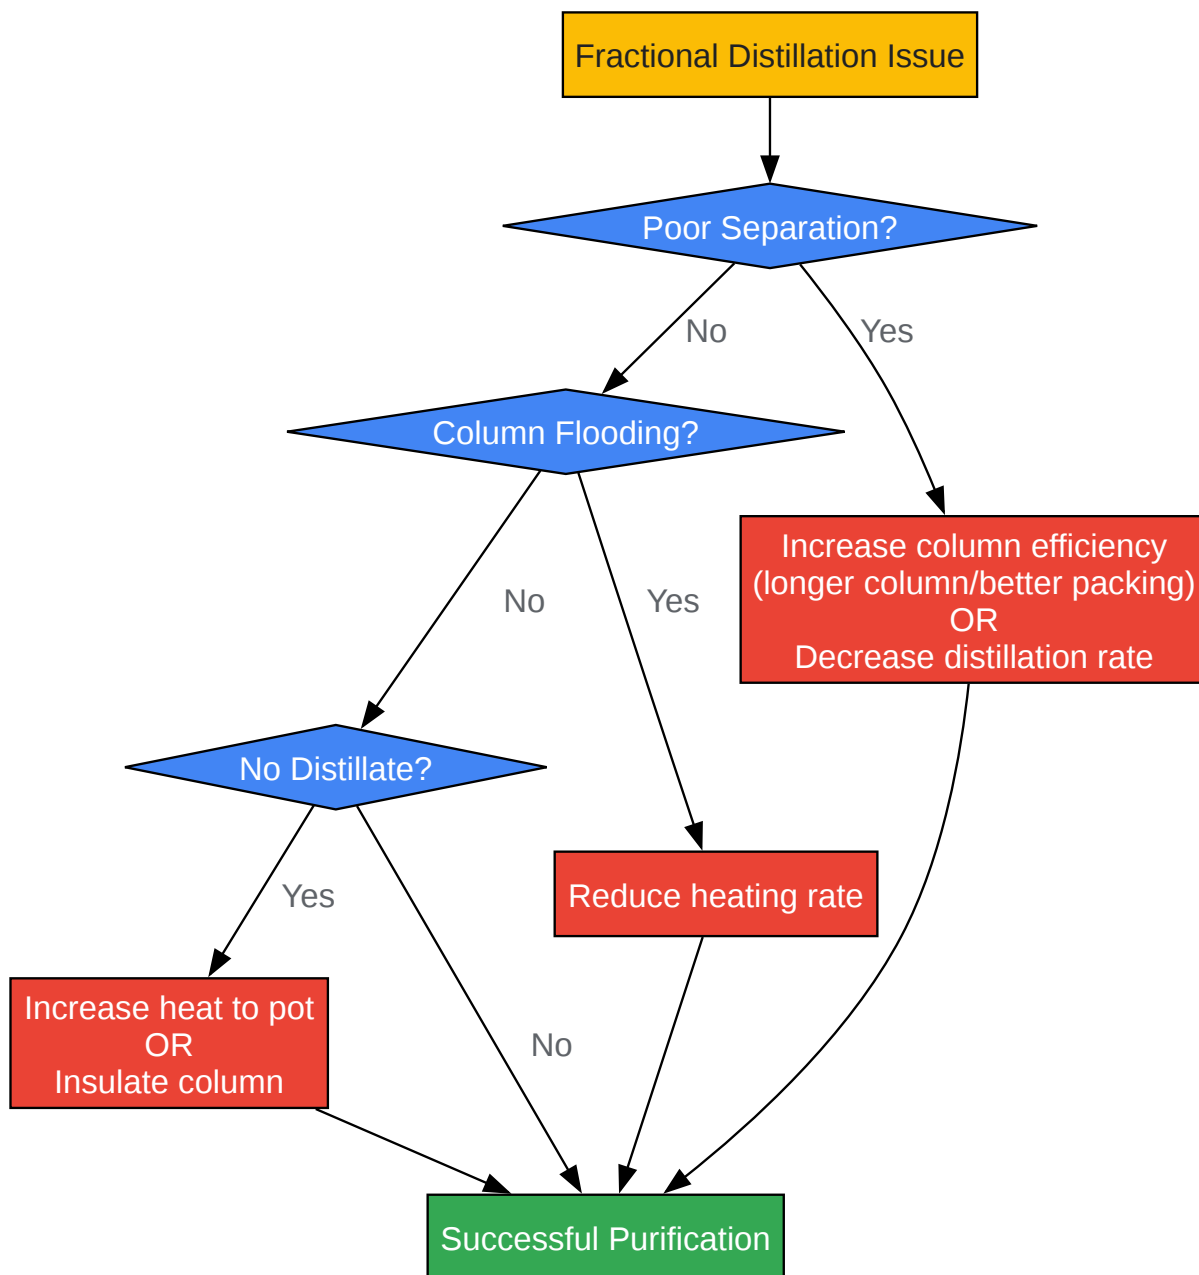 Fractional Distillation Issue
Poor Separation?
No
Yes
Column Flooding?
No
Yes
Increase column efficiency
(longer column/better packing)
OR
Decrease distillation rate
No Distillate?
Yes
No
Reduce heating rate
Increase heat to pot
OR
Insulate column
Successful Purification